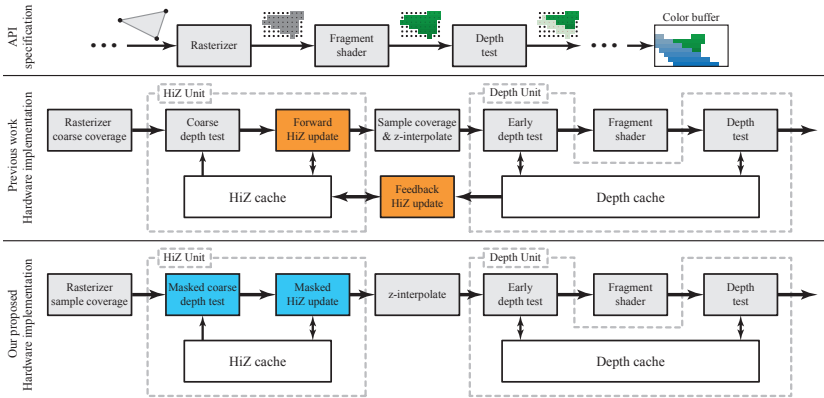 API
specification
Rasterizer
Fragment
shader
Depth
test
Color buffer
Previous work
Hardware implementation
HiZ Unit
Depth Unit
Rasterizer
coarse coverage
Coarse
depth test
Forward
HiZ update
Sample coverage
& z-interpolate
Early
depth test
Fragment
shader
Depth
test
HiZ cache
Feedback
HiZ update
Depth cache
Our proposed
Hardware implementation
HiZ Unit
Depth Unit
Rasterizer
sample coverage
Masked coarse
depth test
Masked
HiZ update
z-interpolate
Early
depth test
Fragment
shader
Depth
test
HiZ cache
Depth cache